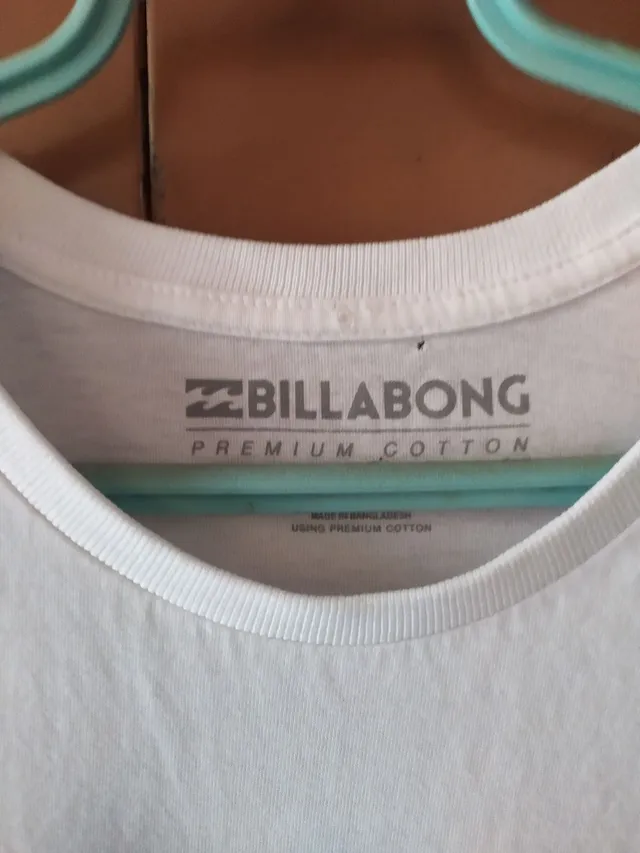 BILLABONG
PREMIUM COTTON
MADE IN BANGLADESH
USING PREMIUM COTTON